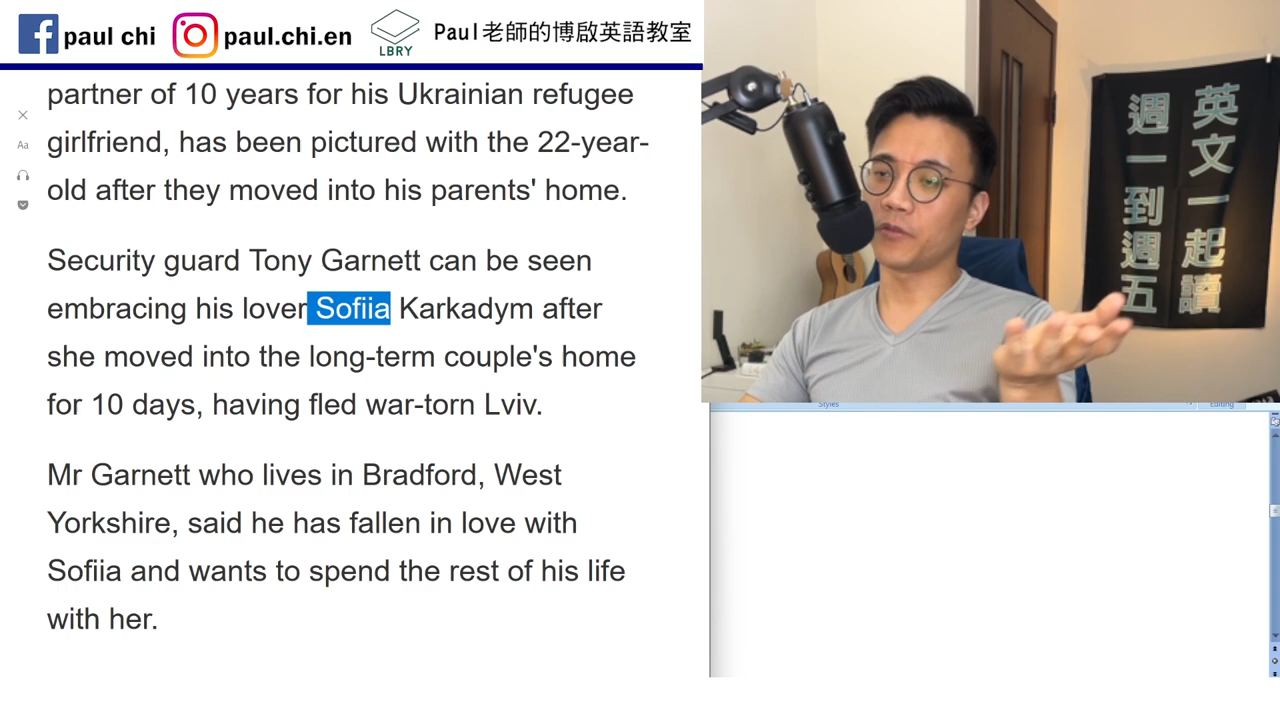 paul chi
paul.chi.en
LBRY
Paul老師的博啟英語教室
partner of 10 years for his Ukrainian refugee
girlfriend, has been pictured with the 22-year-
old after they moved into his parents' home.
Security guard Tony Garnett can be seen
embracing his lover Sofiia Karkadym after
she moved into the long-term couple's home
for 10 days, having fled war-torn Lviv.
Mr Garnett who lives in Bradford, West
Yorkshire, said he has fallen in love with
Sofiia and wants to spend the rest of his life
with her.
Aa
英文一起讀
週一到週五
Styles
Editing